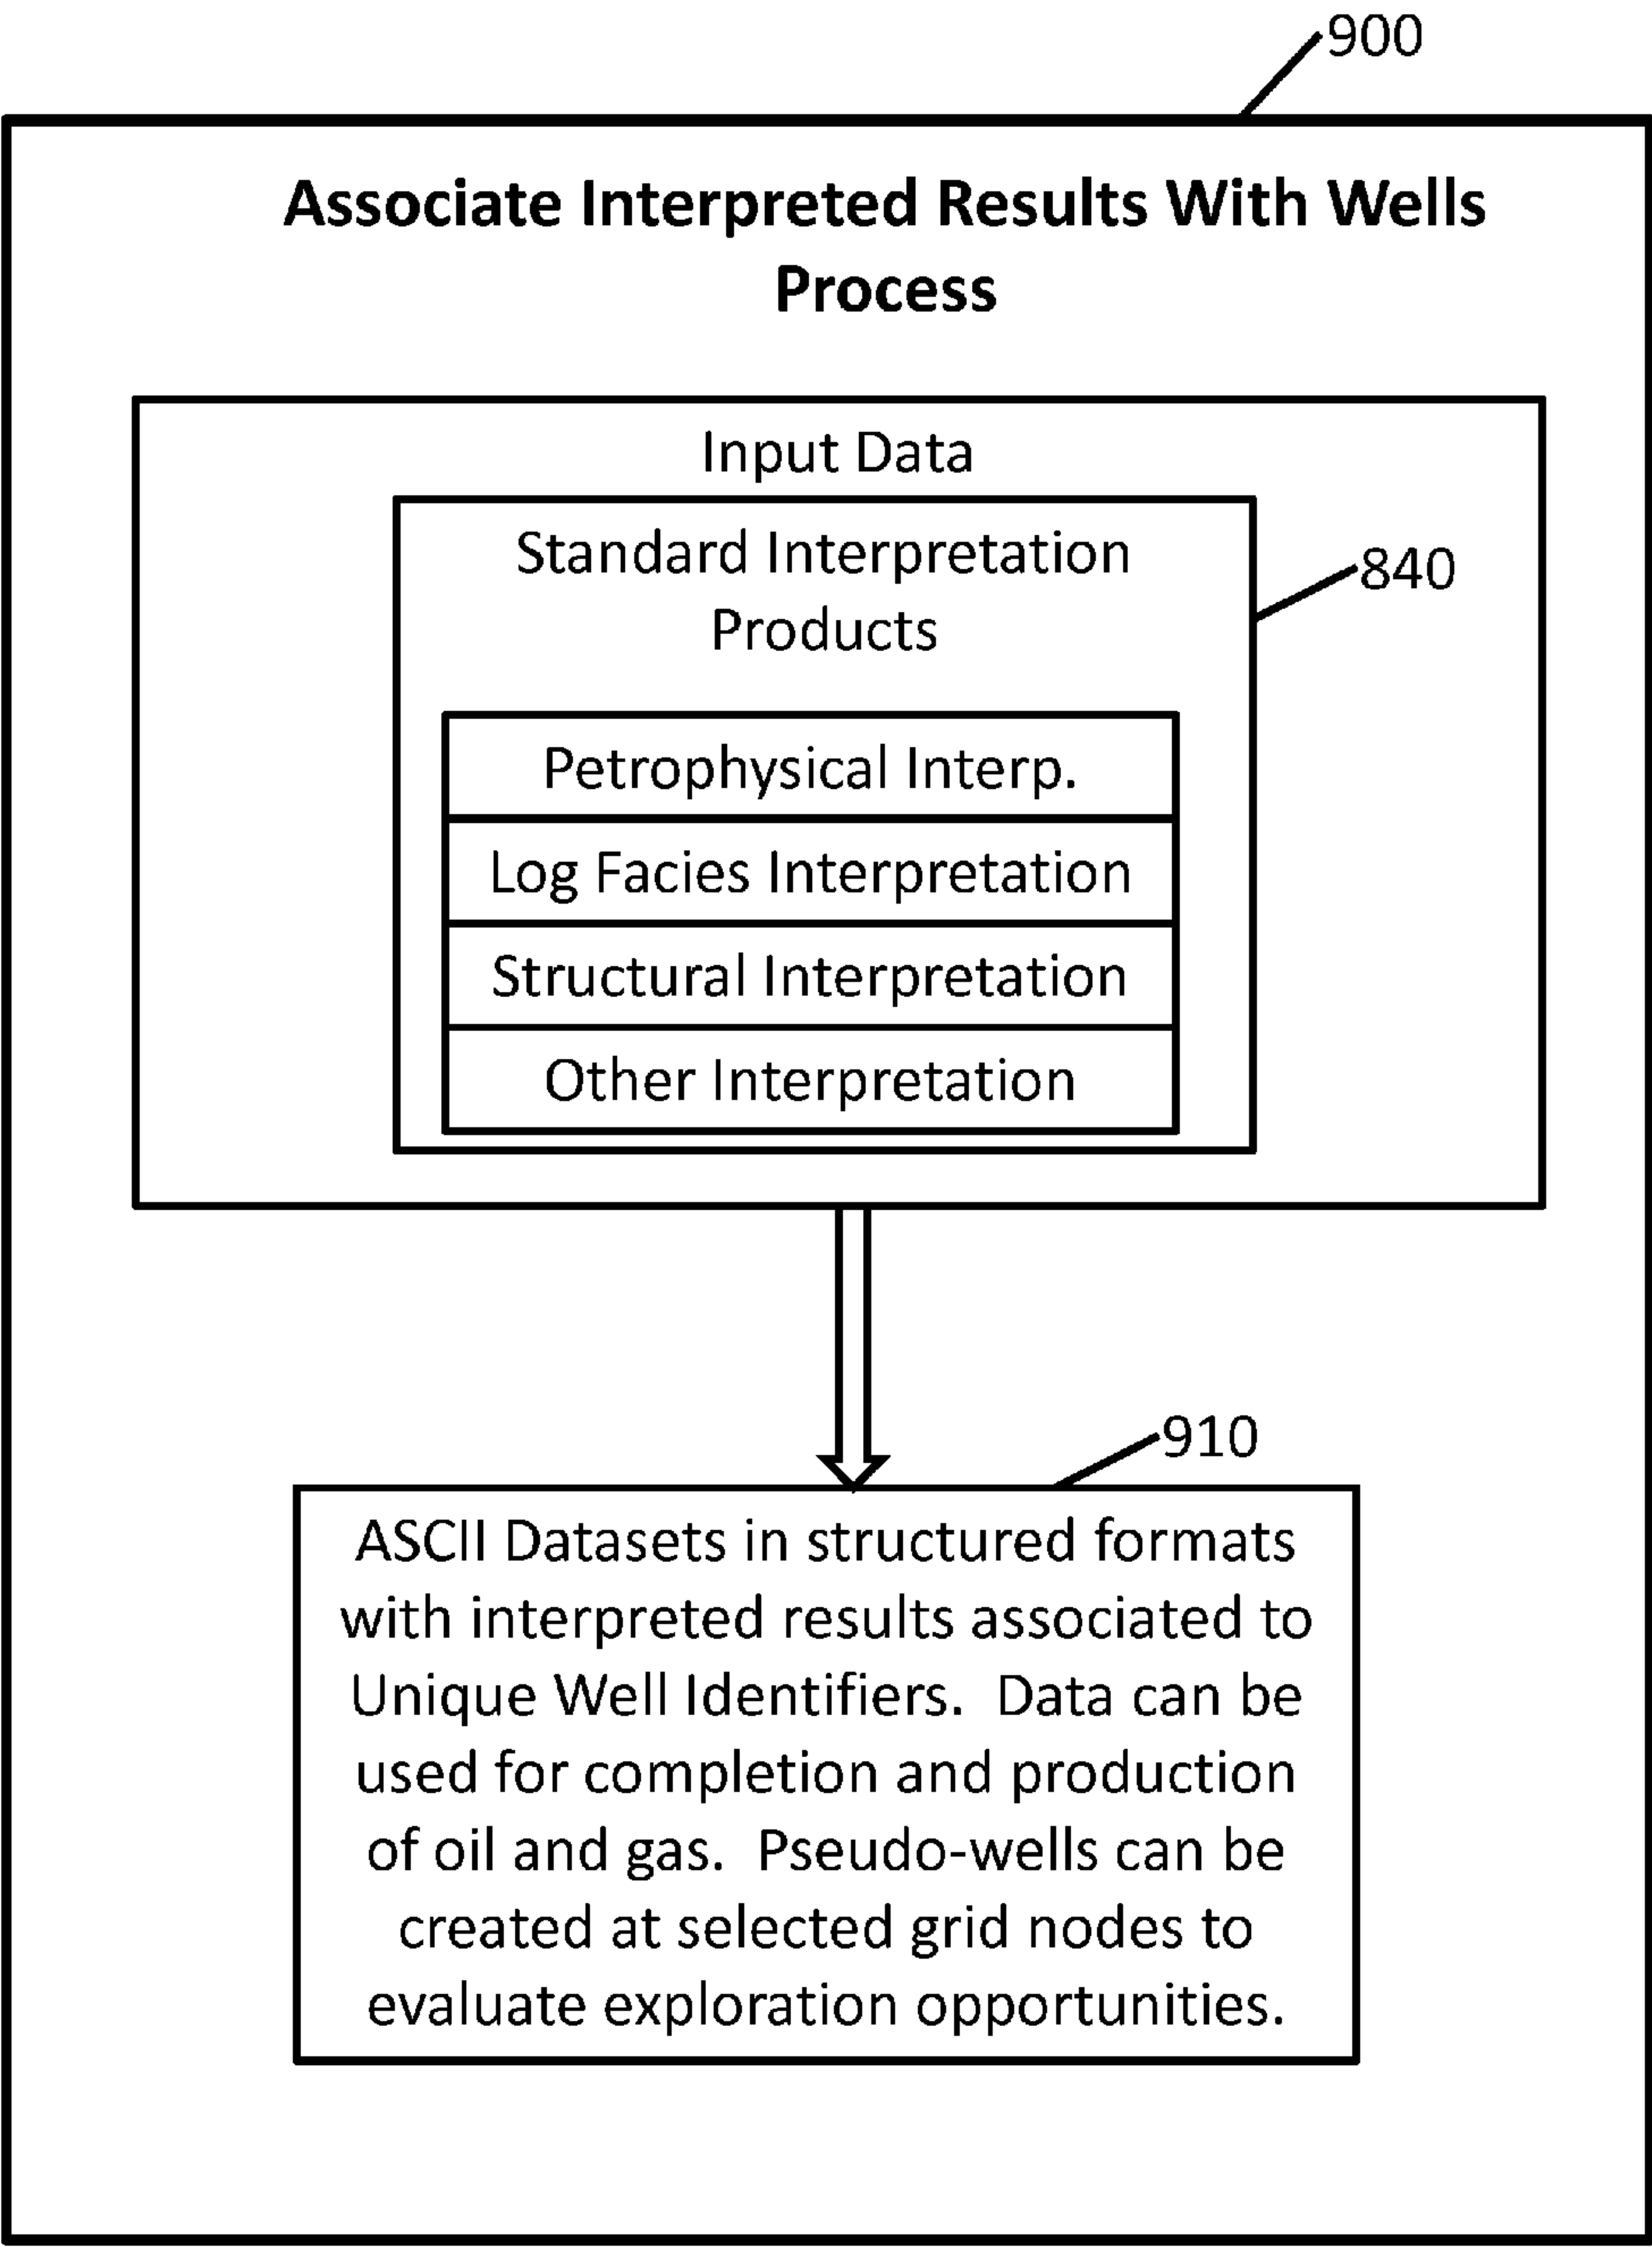 900
Associate Interpreted Results With Wells
Process
Input Data
Standard Interpretation
Products
840
Petrophysical Interp.
Log Facies Interpretation
Structural Interpretation
Other Interpretation
910
ASCII Datasets in structured formats
with interpreted results associated to
Unique Well Identifiers.  Data can be
used for completion and production
of oil and gas.  Pseudo-wells can be
created at selected grid nodes to
evaluate exploration opportunities.